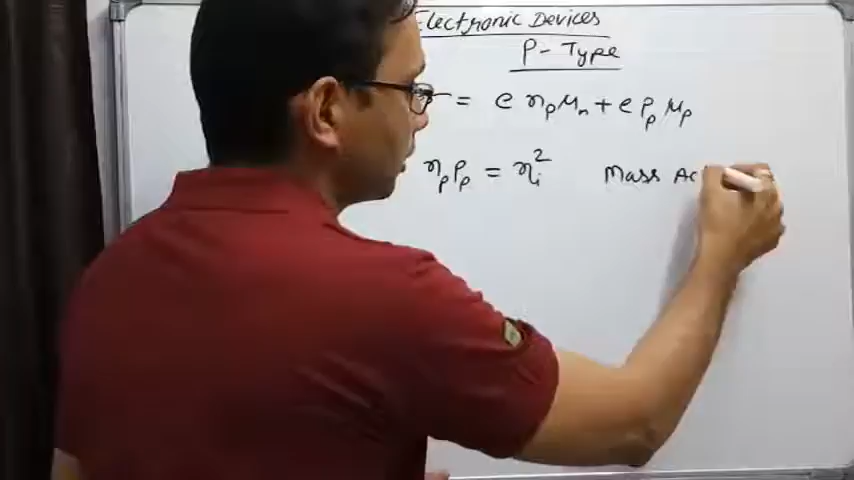 Electronic Devices
P-Type
= e n_p μ_n + e p_p μ_p
n_p p_p = n_i^2 Mass Ac